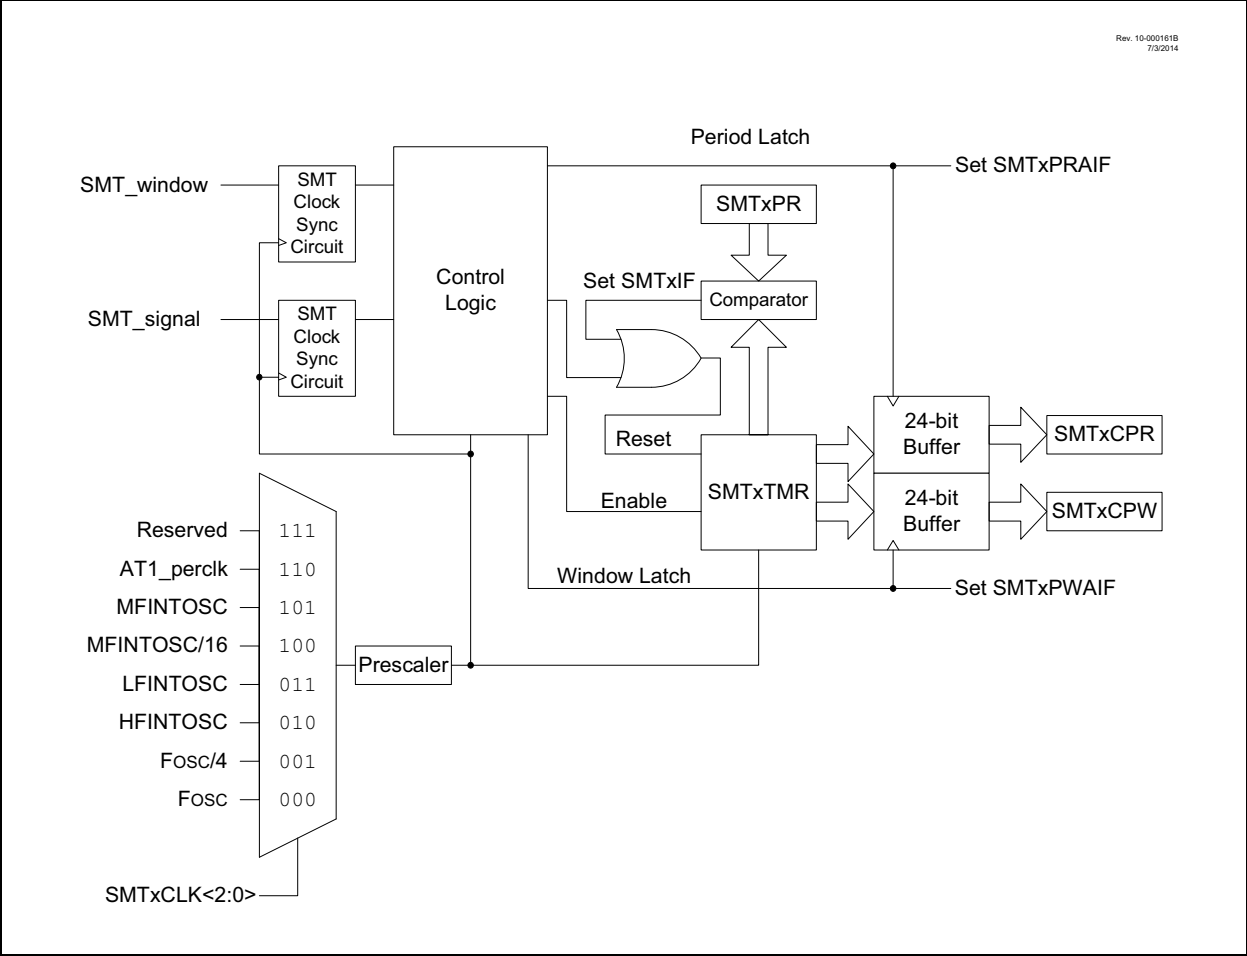 Rev. 10-000161B
7/3/2014
Period Latch
Set SMTxPRAIF
SMT_window
SMT
Clock
Sync
Circuit
SMTxPR
Control
Logic
Set SMTxIF
Comparator
SMT_signal
SMT
Clock
Sync
Circuit
24-bit
Buffer
SMTxCPR
Reset
SMTxTMR
Enable
24-bit
Buffer
SMTxCPW
Window Latch
Set SMTxPWAIF
Reserved 111
AT1_perclk 110
MFINTOSC 101
MFINTOSC/16 100
Prescaler
LFINTOSC 011
HFINTOSC 010
FOSC/4 001
FOSC 000
SMTxCLK<2:0>